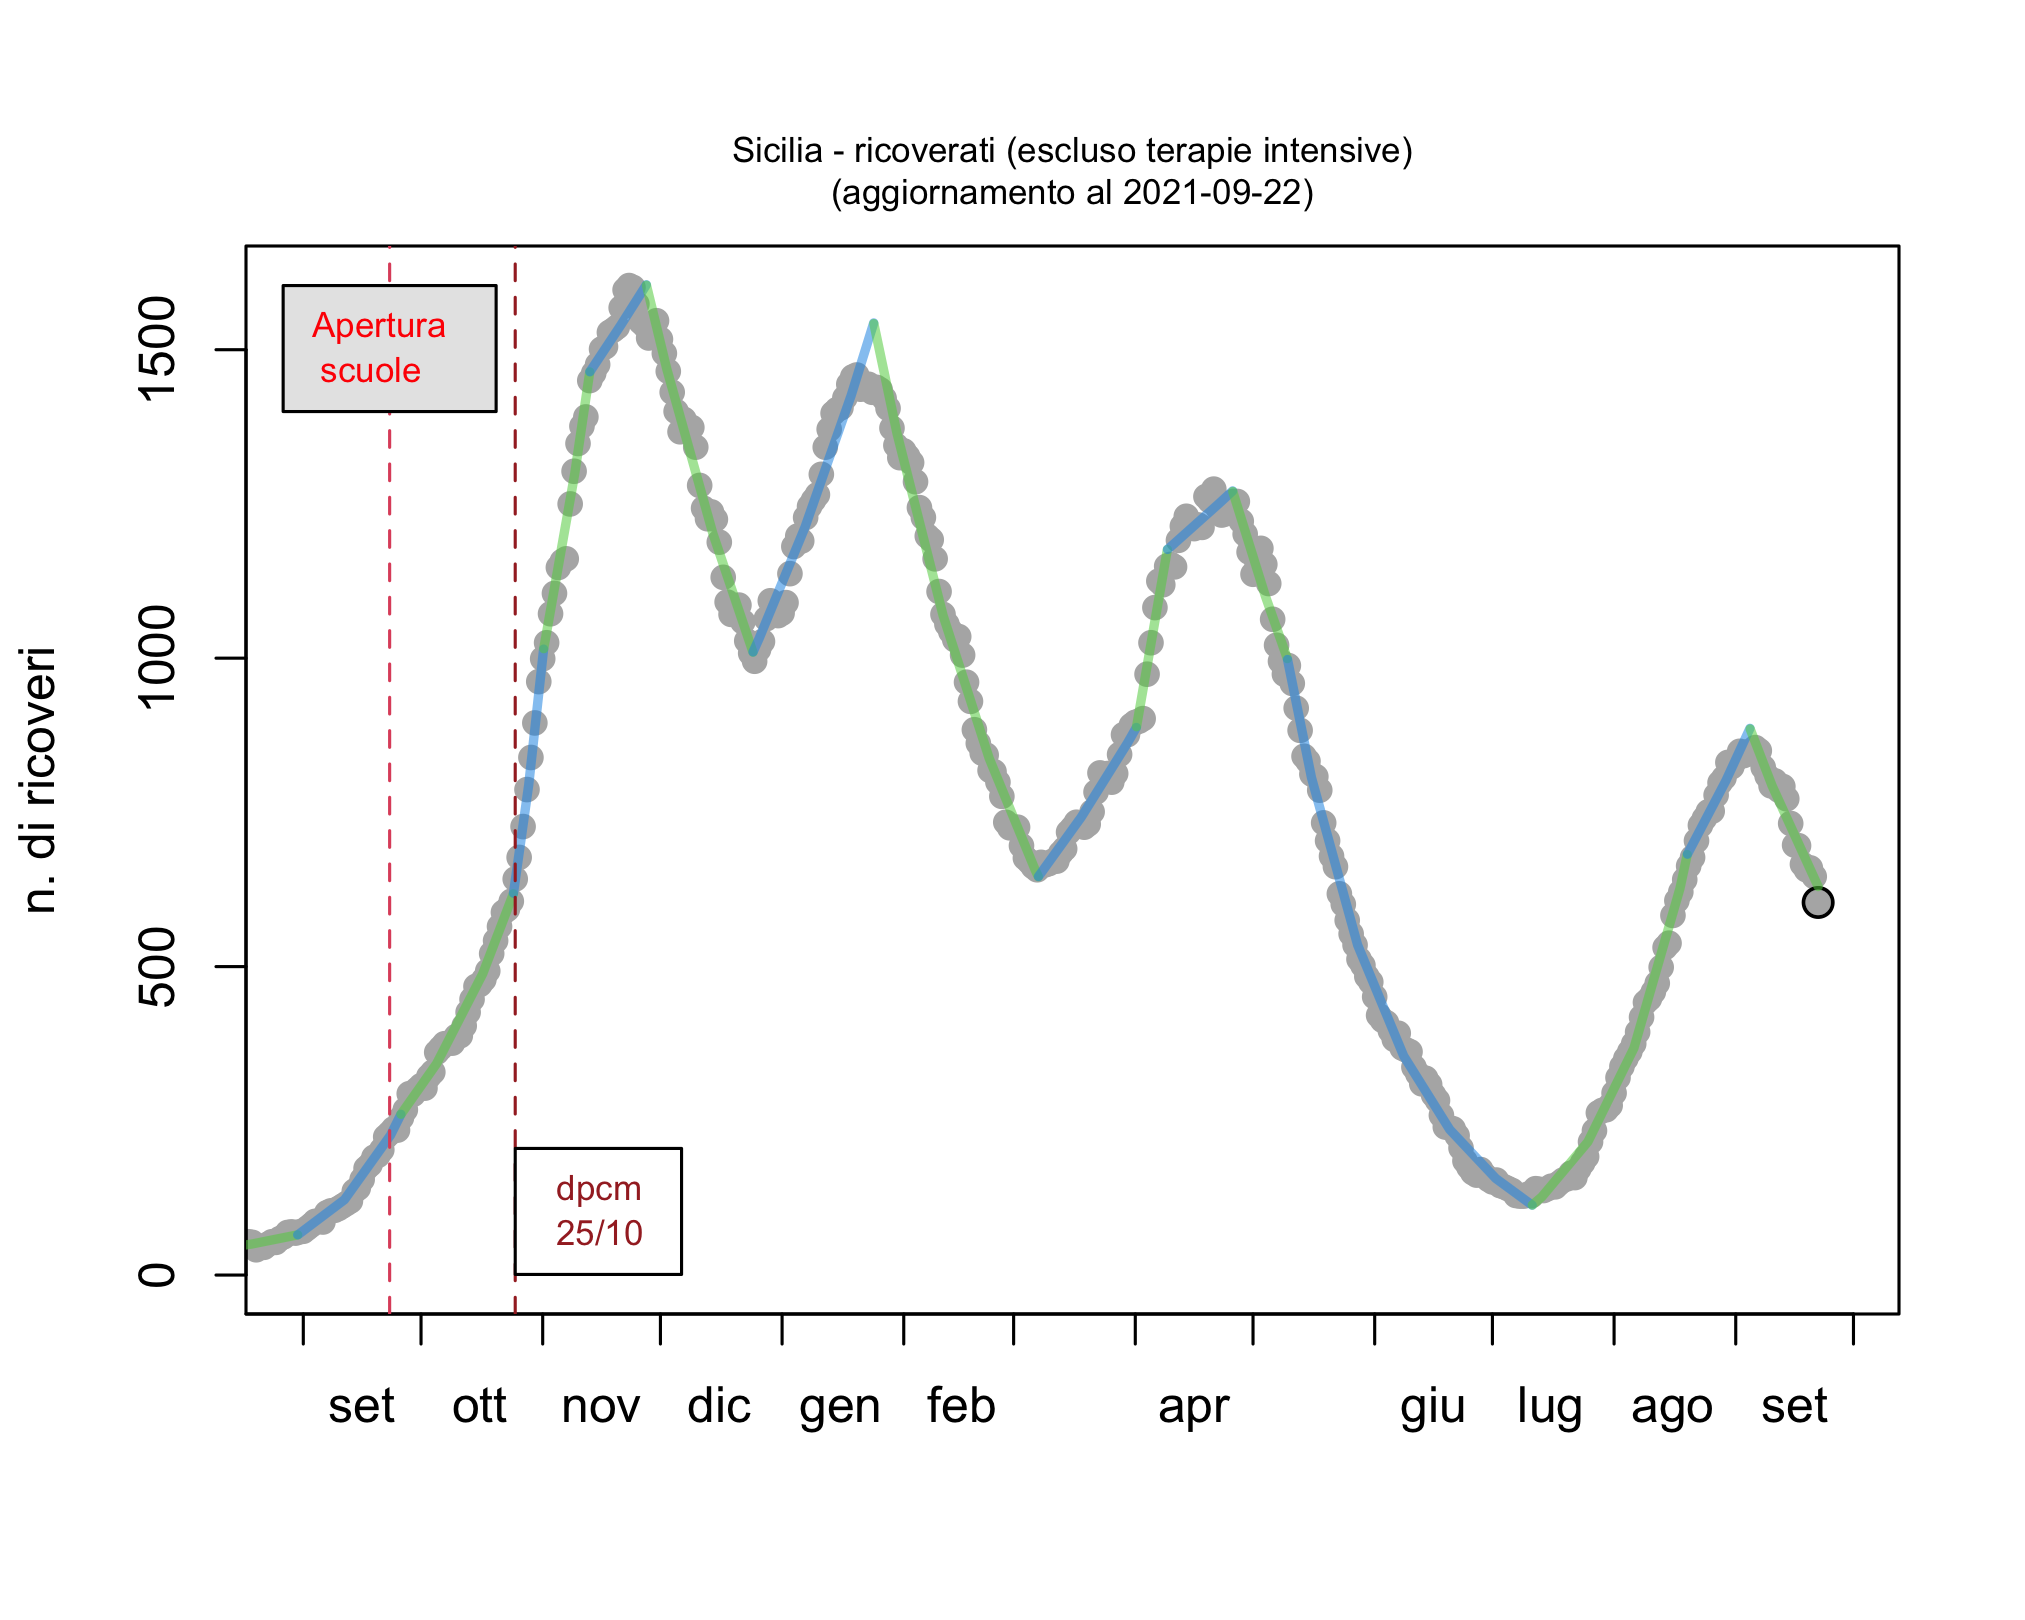 Sicilia - ricoverati (escluso terapie intensive)
(aggiornamento al 2021-09-22)
n. di ricoveri
1500
1000
500
0
Apertura
scuole
dpcm
25/10
set ott nov dic gen feb apr giu lug ago set